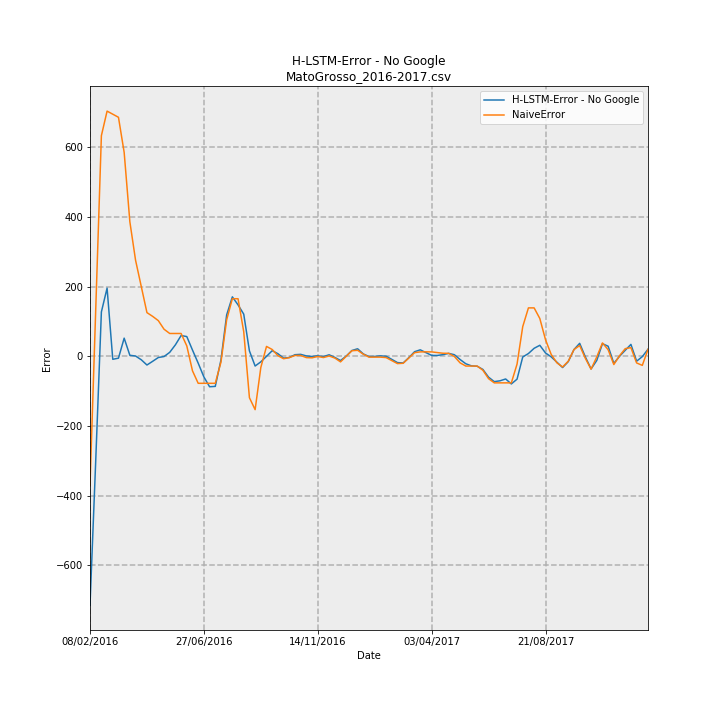 H-LSTM-Error - No Google
MatoGrosso_2016-2017.csv
H-LSTM-Error - No Google
NaiveError
Error
600
400
200
0
−200
−400
−600
08/02/2016
27/06/2016
14/11/2016
03/04/2017
21/08/2017
Date